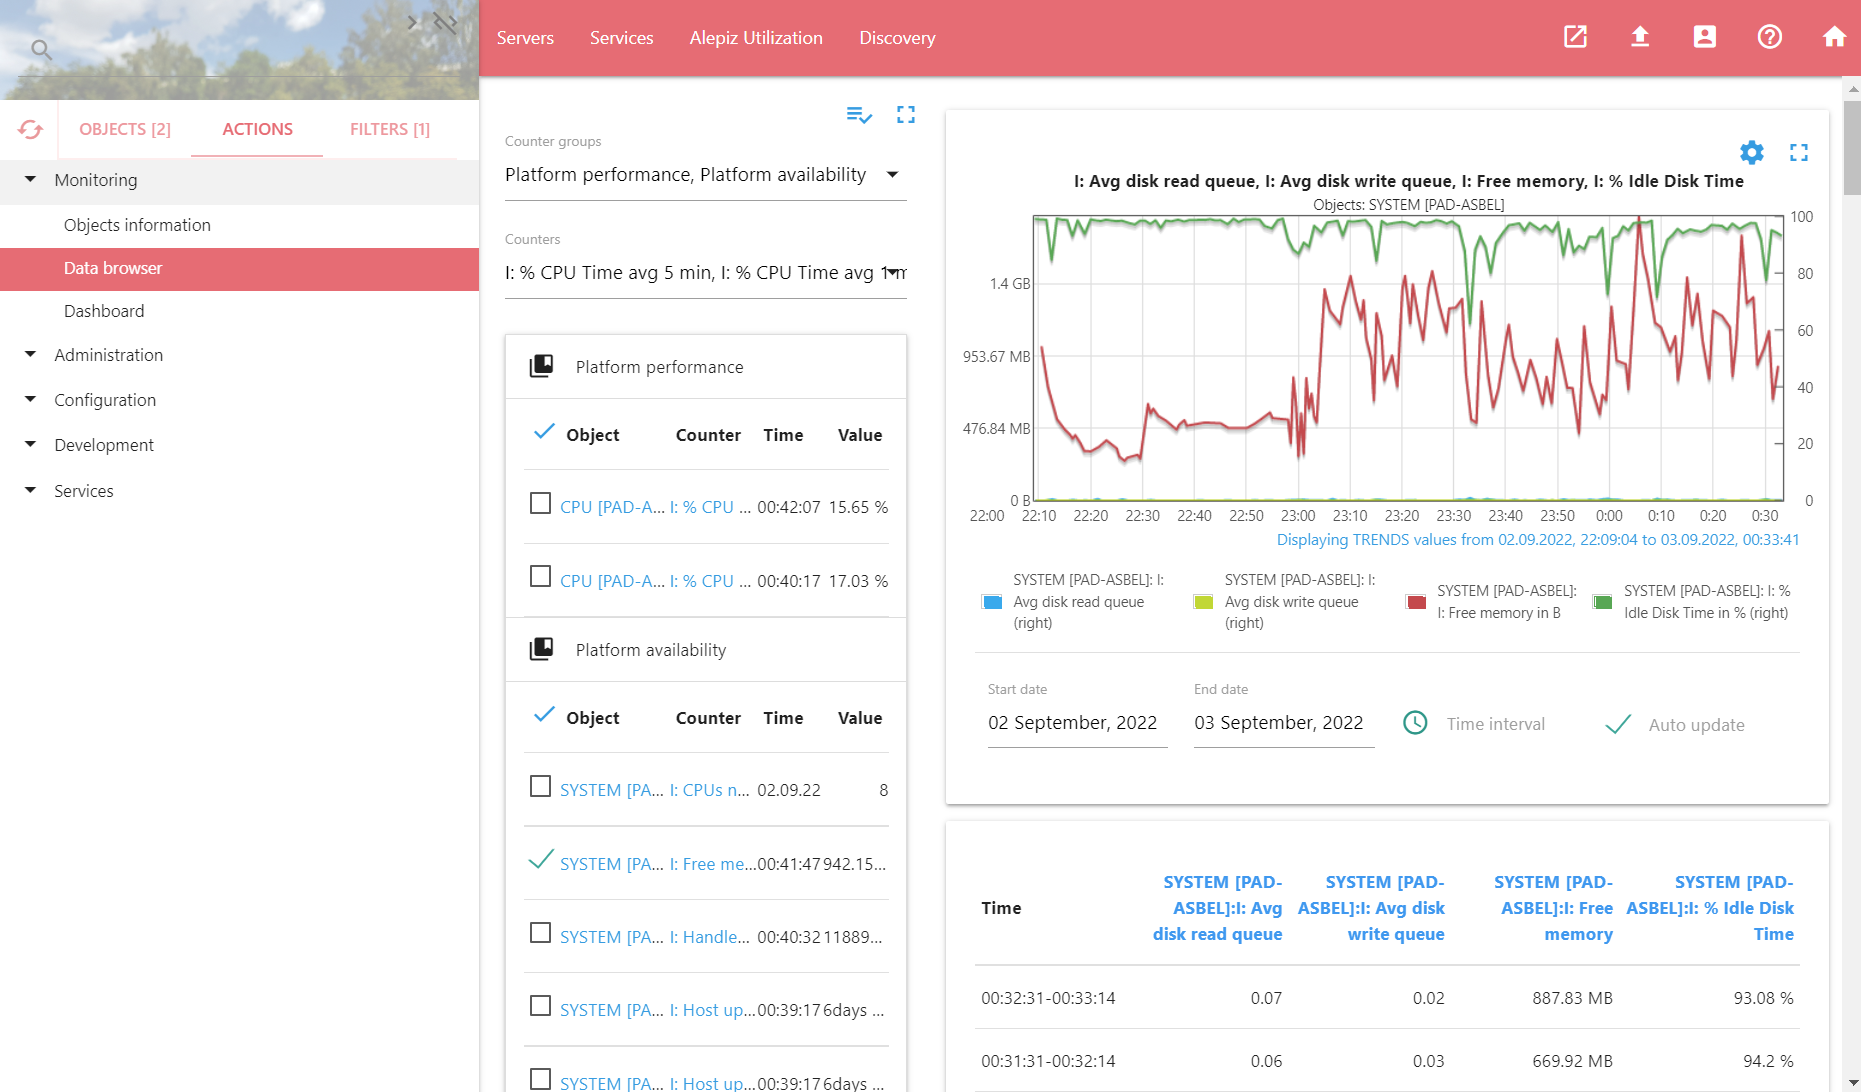 Servers Services Alepiz Utilization Discovery
OBJECTS [2] ACTIONS FILTERS [1]
Monitoring
Objects information
Data browser
Dashboard
Administration
Configuration
Development
Services
Counter groups
Platform performance, Platform availability
Counters
I: % CPU Time avg 5 min, I: % CPU Time avg 1 m
Platform performance
Object Counter Time Value
CPU [PAD-A... I: % CPU ... 00:42:07 15.65 %
CPU [PAD-A... I: % CPU ... 00:40:17 17.03 %
Platform availability
Object Counter Time Value
SYSTEM [PA... I: CPUs n... 02.09.22 8
SYSTEM [PA... I: Free me... 00:41:47 942.15...
SYSTEM [PA... I: Handle... 00:40:32 11889...
SYSTEM [PA... I: Host up... 00:39:17 6days ...
SYSTEM [PA... I: Host up... 00:39:17 6days ...
I: Avg disk read queue, I: Avg disk write queue, I: Free memory, I: % Idle Disk Time
Objects: SYSTEM [PAD-ASBEL]
100
1.4 GB 80
60
953.67 MB
40
476.84 MB
20
0 B 0
22:00 22:10 22:20 22:30 22:40 22:50 23:00 23:10 23:20 23:30 23:40 23:50 0:00 0:10 0:20 0:30
Displaying TRENDS values from 02.09.2022, 22:09:04 to 03.09.2022, 00:33:41
SYSTEM [PAD-ASBEL]: I:
Avg disk read queue
(right)
SYSTEM [PAD-ASBEL]: I:
Avg disk write queue
(right)
SYSTEM [PAD-ASBEL]:
I: Free memory in B
SYSTEM [PAD-ASBEL]: I: %
Idle Disk Time in % (right)
Start date
02 September, 2022
End date
03 September, 2022
Time interval
Auto update
Time
SYSTEM [PAD-
ASBEL]:I: Avg
disk read queue
SYSTEM [PAD-
ASBEL]:I: Avg disk
write queue
SYSTEM [PAD-
ASBEL]:I: Free
memory
SYSTEM [PAD-
ASBEL]:I: % Idle Disk
Time
00:32:31-00:33:14 0.07 0.02 887.83 MB 93.08 %
00:31:31-00:32:14 0.06 0.03 669.92 MB 94.2 %